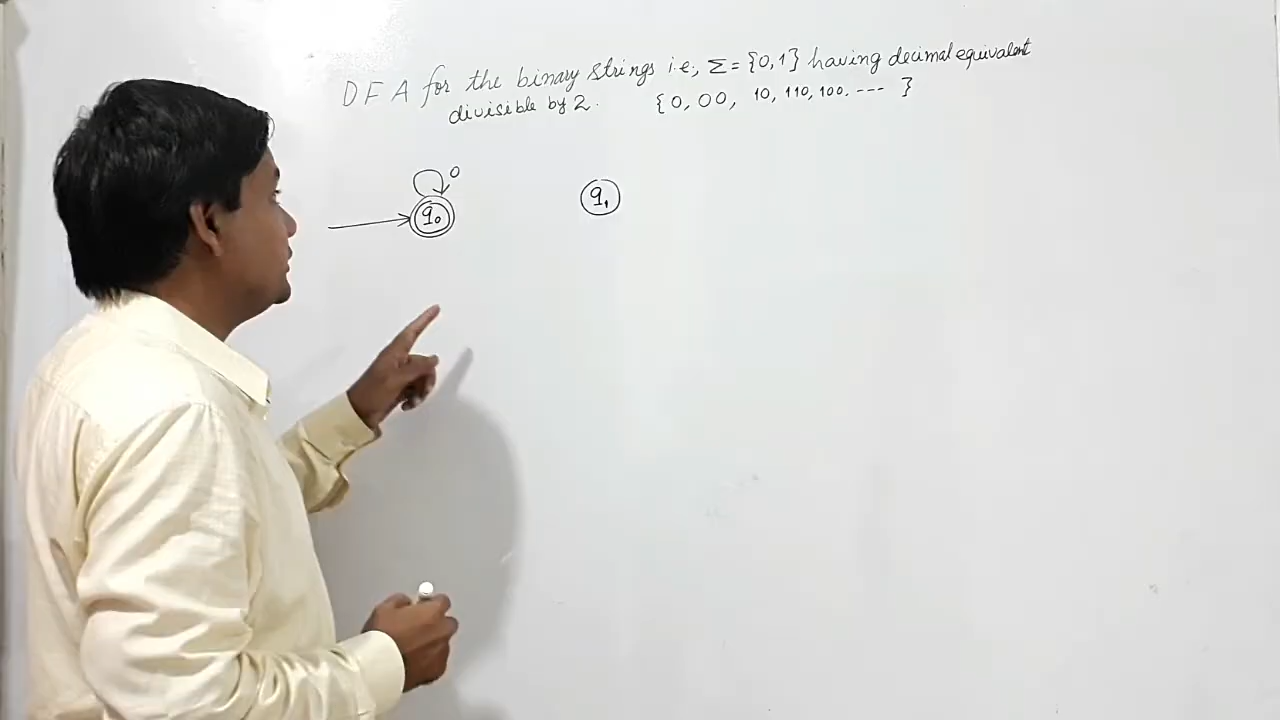 DFA for the binary strings i.e; Σ = {0,1} having decimal equivalent
divisible by 2. {0, 00, 10, 110, 100, --- }
0
q₀
q₁